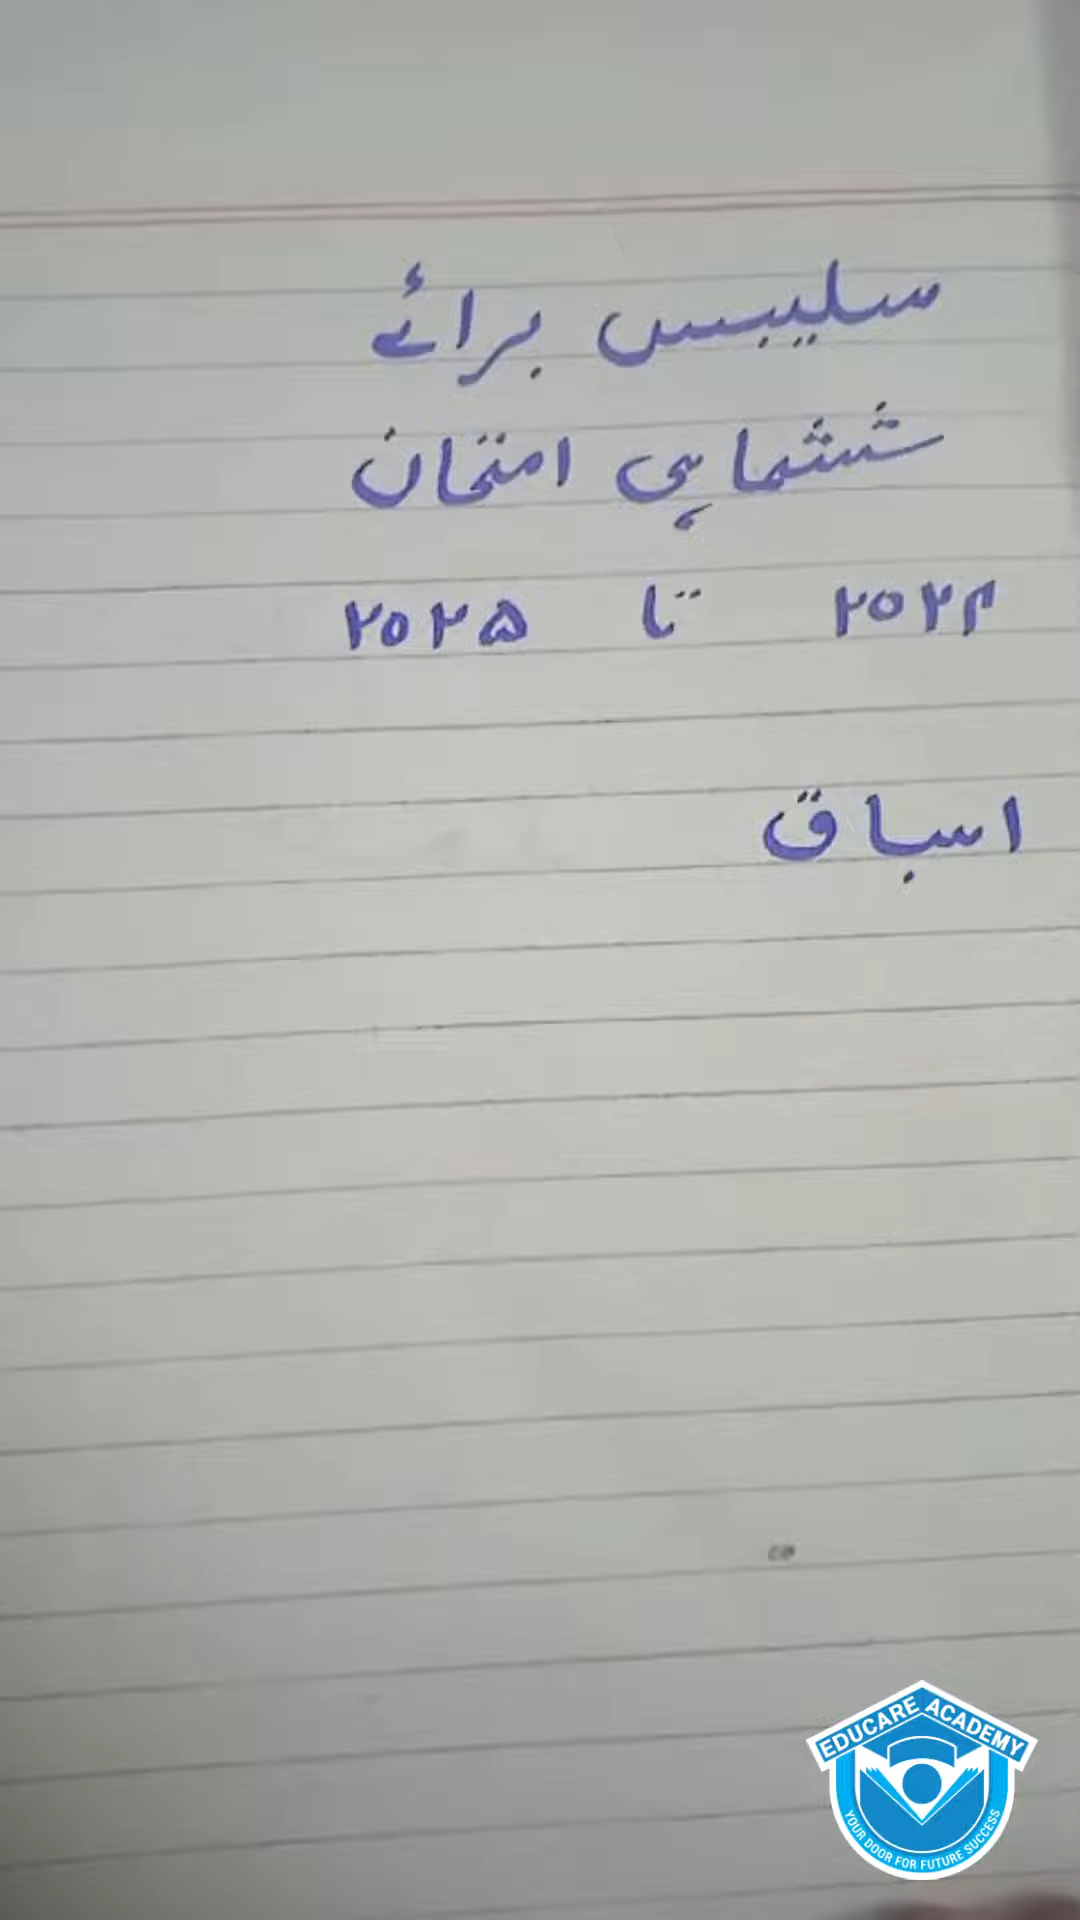 سلیبس برائے
ششماہی امتحان
۲۰۲۴ تا ۲۰۲۵
اسباق
EDUCARE ACADEMY
YOUR DOOR FOR FUTURE SUCCESS